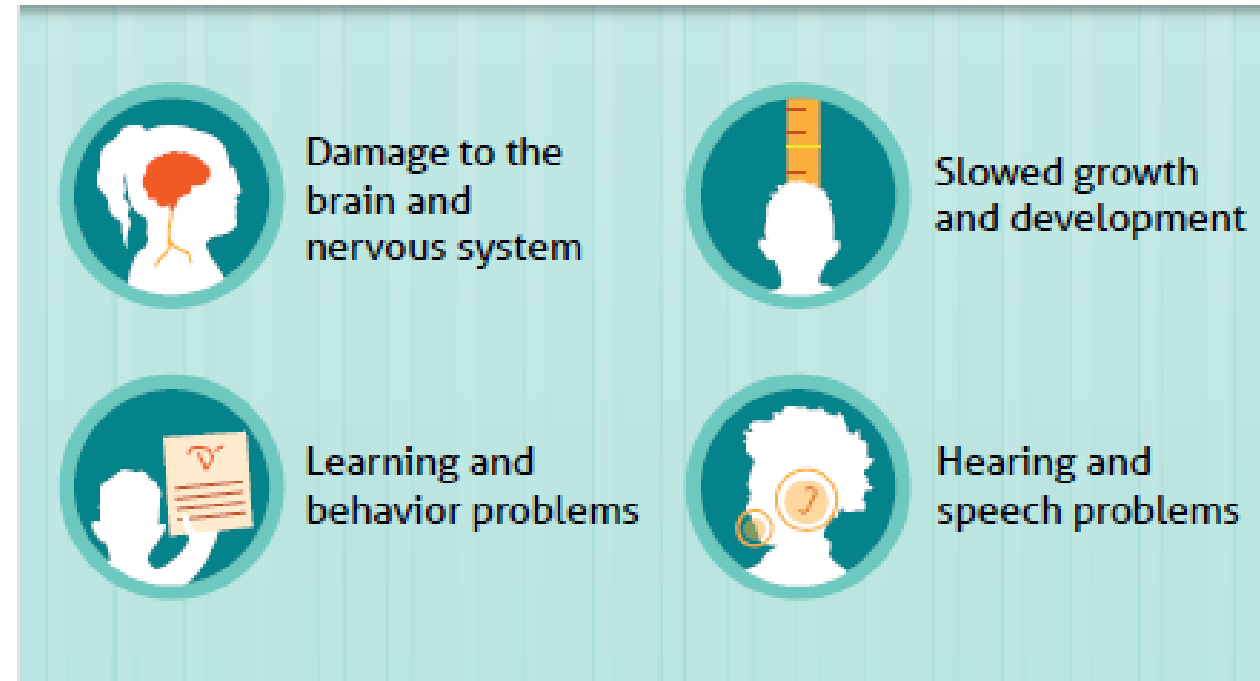 Damage to the
brain and
nervous system
Slowed growth
and development
D-
Learning and
behavior problems
Hearing and
speech problems